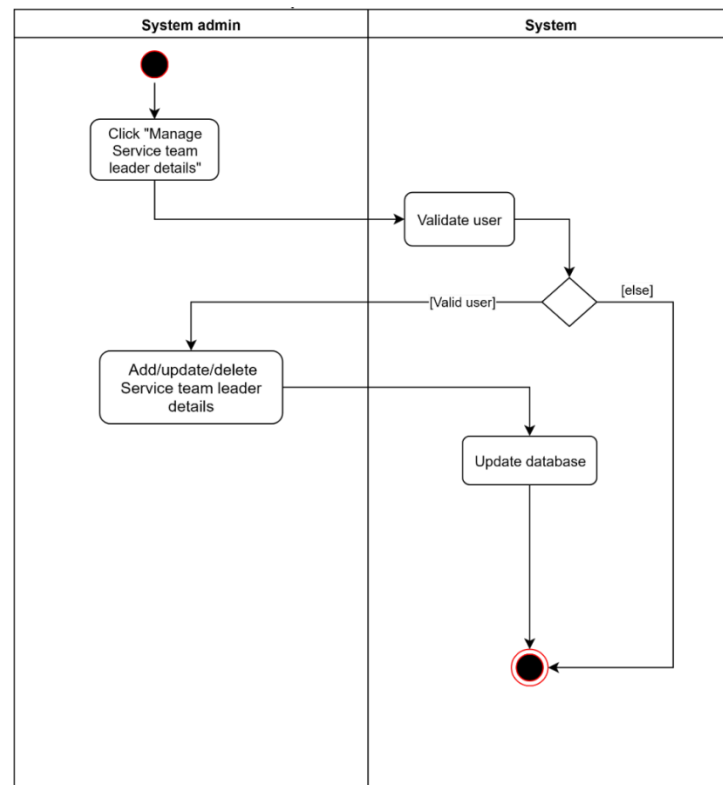 System admin
System
Click "Manage
Service team
leader details"
Validate user
[Valid user]
[else]
Add/update/delete
Service team leader
details
Update database